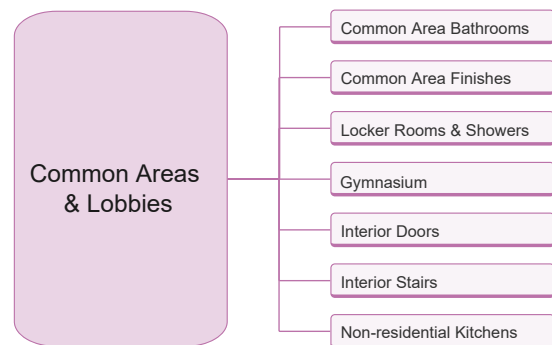 Common Areas
& Lobbies
Common Area Bathrooms
Common Area Finishes
Locker Rooms & Showers
Gymnasium
Interior Doors
Interior Stairs
Non-residential Kitchens